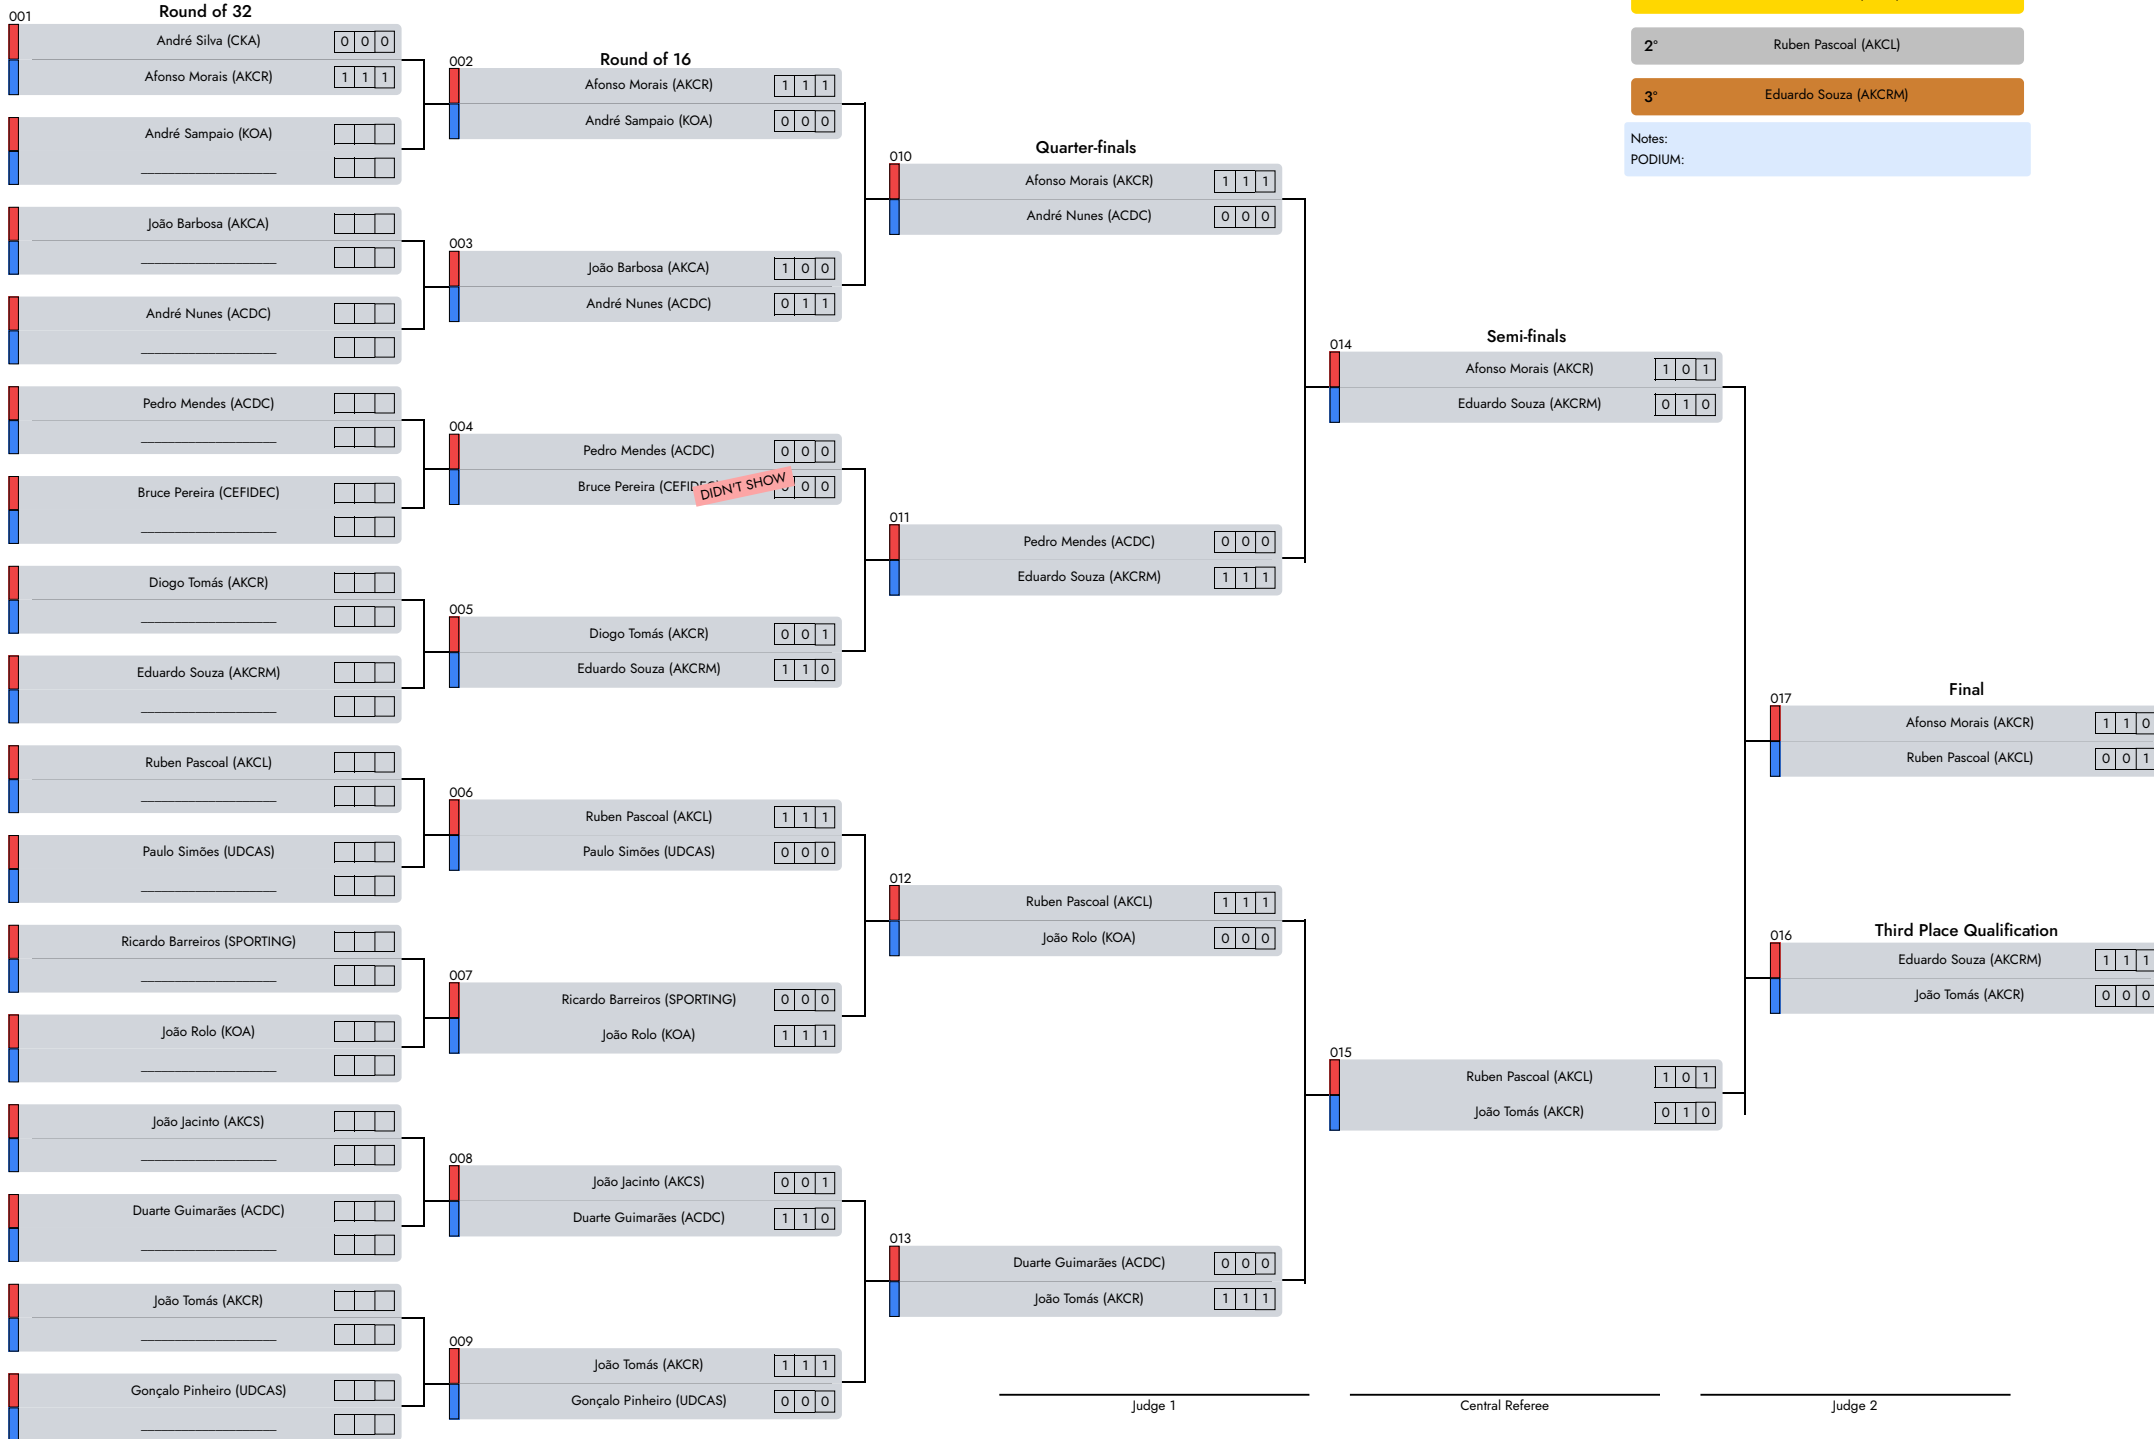 Round of 32
001
André Silva (CKA) 0 0 0
Afonso Morais (AKCR) 1 1 1
André Sampaio (KOA)
João Barbosa (AKCA)
André Nunes (ACDC)
Pedro Mendes (ACDC)
Bruce Pereira (CEFIDEC)
Diogo Tomás (AKCR)
Eduardo Souza (AKCRM)
Ruben Pascoal (AKCL)
Paulo Simões (UDCAS)
Ricardo Barreiros (SPORTING)
João Rolo (KOA)
João Jacinto (AKCS)
Duarte Guimarães (ACDC)
João Tomás (AKCR)
Gonçalo Pinheiro (UDCAS)
Round of 16
002
Afonso Morais (AKCR) 1 1 1
André Sampaio (KOA) 0 0 0
003
João Barbosa (AKCA) 1 0 0
André Nunes (ACDC) 0 1 1
004
Pedro Mendes (ACDC) 0 0 0
Bruce Pereira 0 0
DIDN'T SHOW
005
Diogo Tomás (AKCR) 0 0 1
Eduardo Souza (AKCRM) 1 1 0
006
Ruben Pascoal (AKCL) 1 1 1
Paulo Simões (UDCAS) 0 0 0
007
Ricardo Barreiros (SPORTING) 0 0 0
João Rolo (KOA) 1 1 1
008
João Jacinto (AKCS) 0 0 1
Duarte Guimarães (ACDC) 1 1 0
009
João Tomás (AKCR) 1 1 1
Gonçalo Pinheiro (UDCAS) 0 0 0
Quarter-finals
010
Afonso Morais (AKCR) 1 1 1
André Nunes (ACDC) 0 0 0
011
Pedro Mendes (ACDC) 0 0 0
Eduardo Souza (AKCRM) 1 1 1
012
Ruben Pascoal (AKCL) 1 1 1
João Rolo (KOA) 0 0 0
013
Duarte Guimarães (ACDC) 0 0 0
João Tomás (AKCR) 1 1 1
Semi-finals
014
Afonso Morais (AKCR) 1 0 1
Eduardo Souza (AKCRM) 0 1 0
015
Ruben Pascoal (AKCL) 1 0 1
João Tomás (AKCR) 0 1 0
Final
017
Afonso Morais (AKCR) 1 1 0
Ruben Pascoal (AKCL) 0 0 1
Third Place Qualification
016
Eduardo Souza (AKCRM) 1 1 1
João Tomás (AKCR) 0 0 0
2° Ruben Pascoal (AKCL)
3° Eduardo Souza (AKCRM)
Notes:
PODIUM:
Judge 1
Central Referee
Judge 2